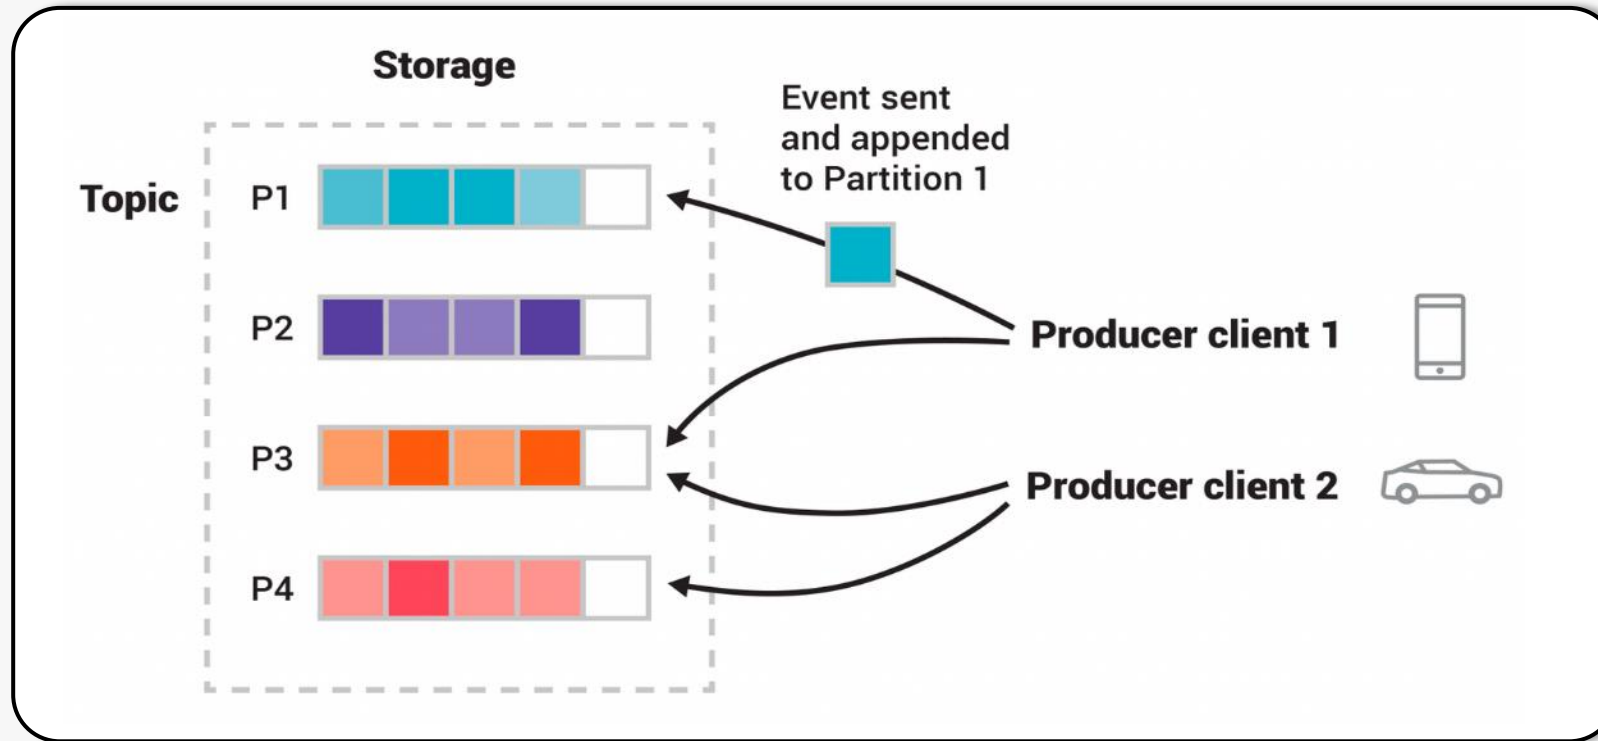 Storage
Event sent
and appended
to Partition 1
Topic
P1
P2
Producer client 1
P3
Producer client 2
P4